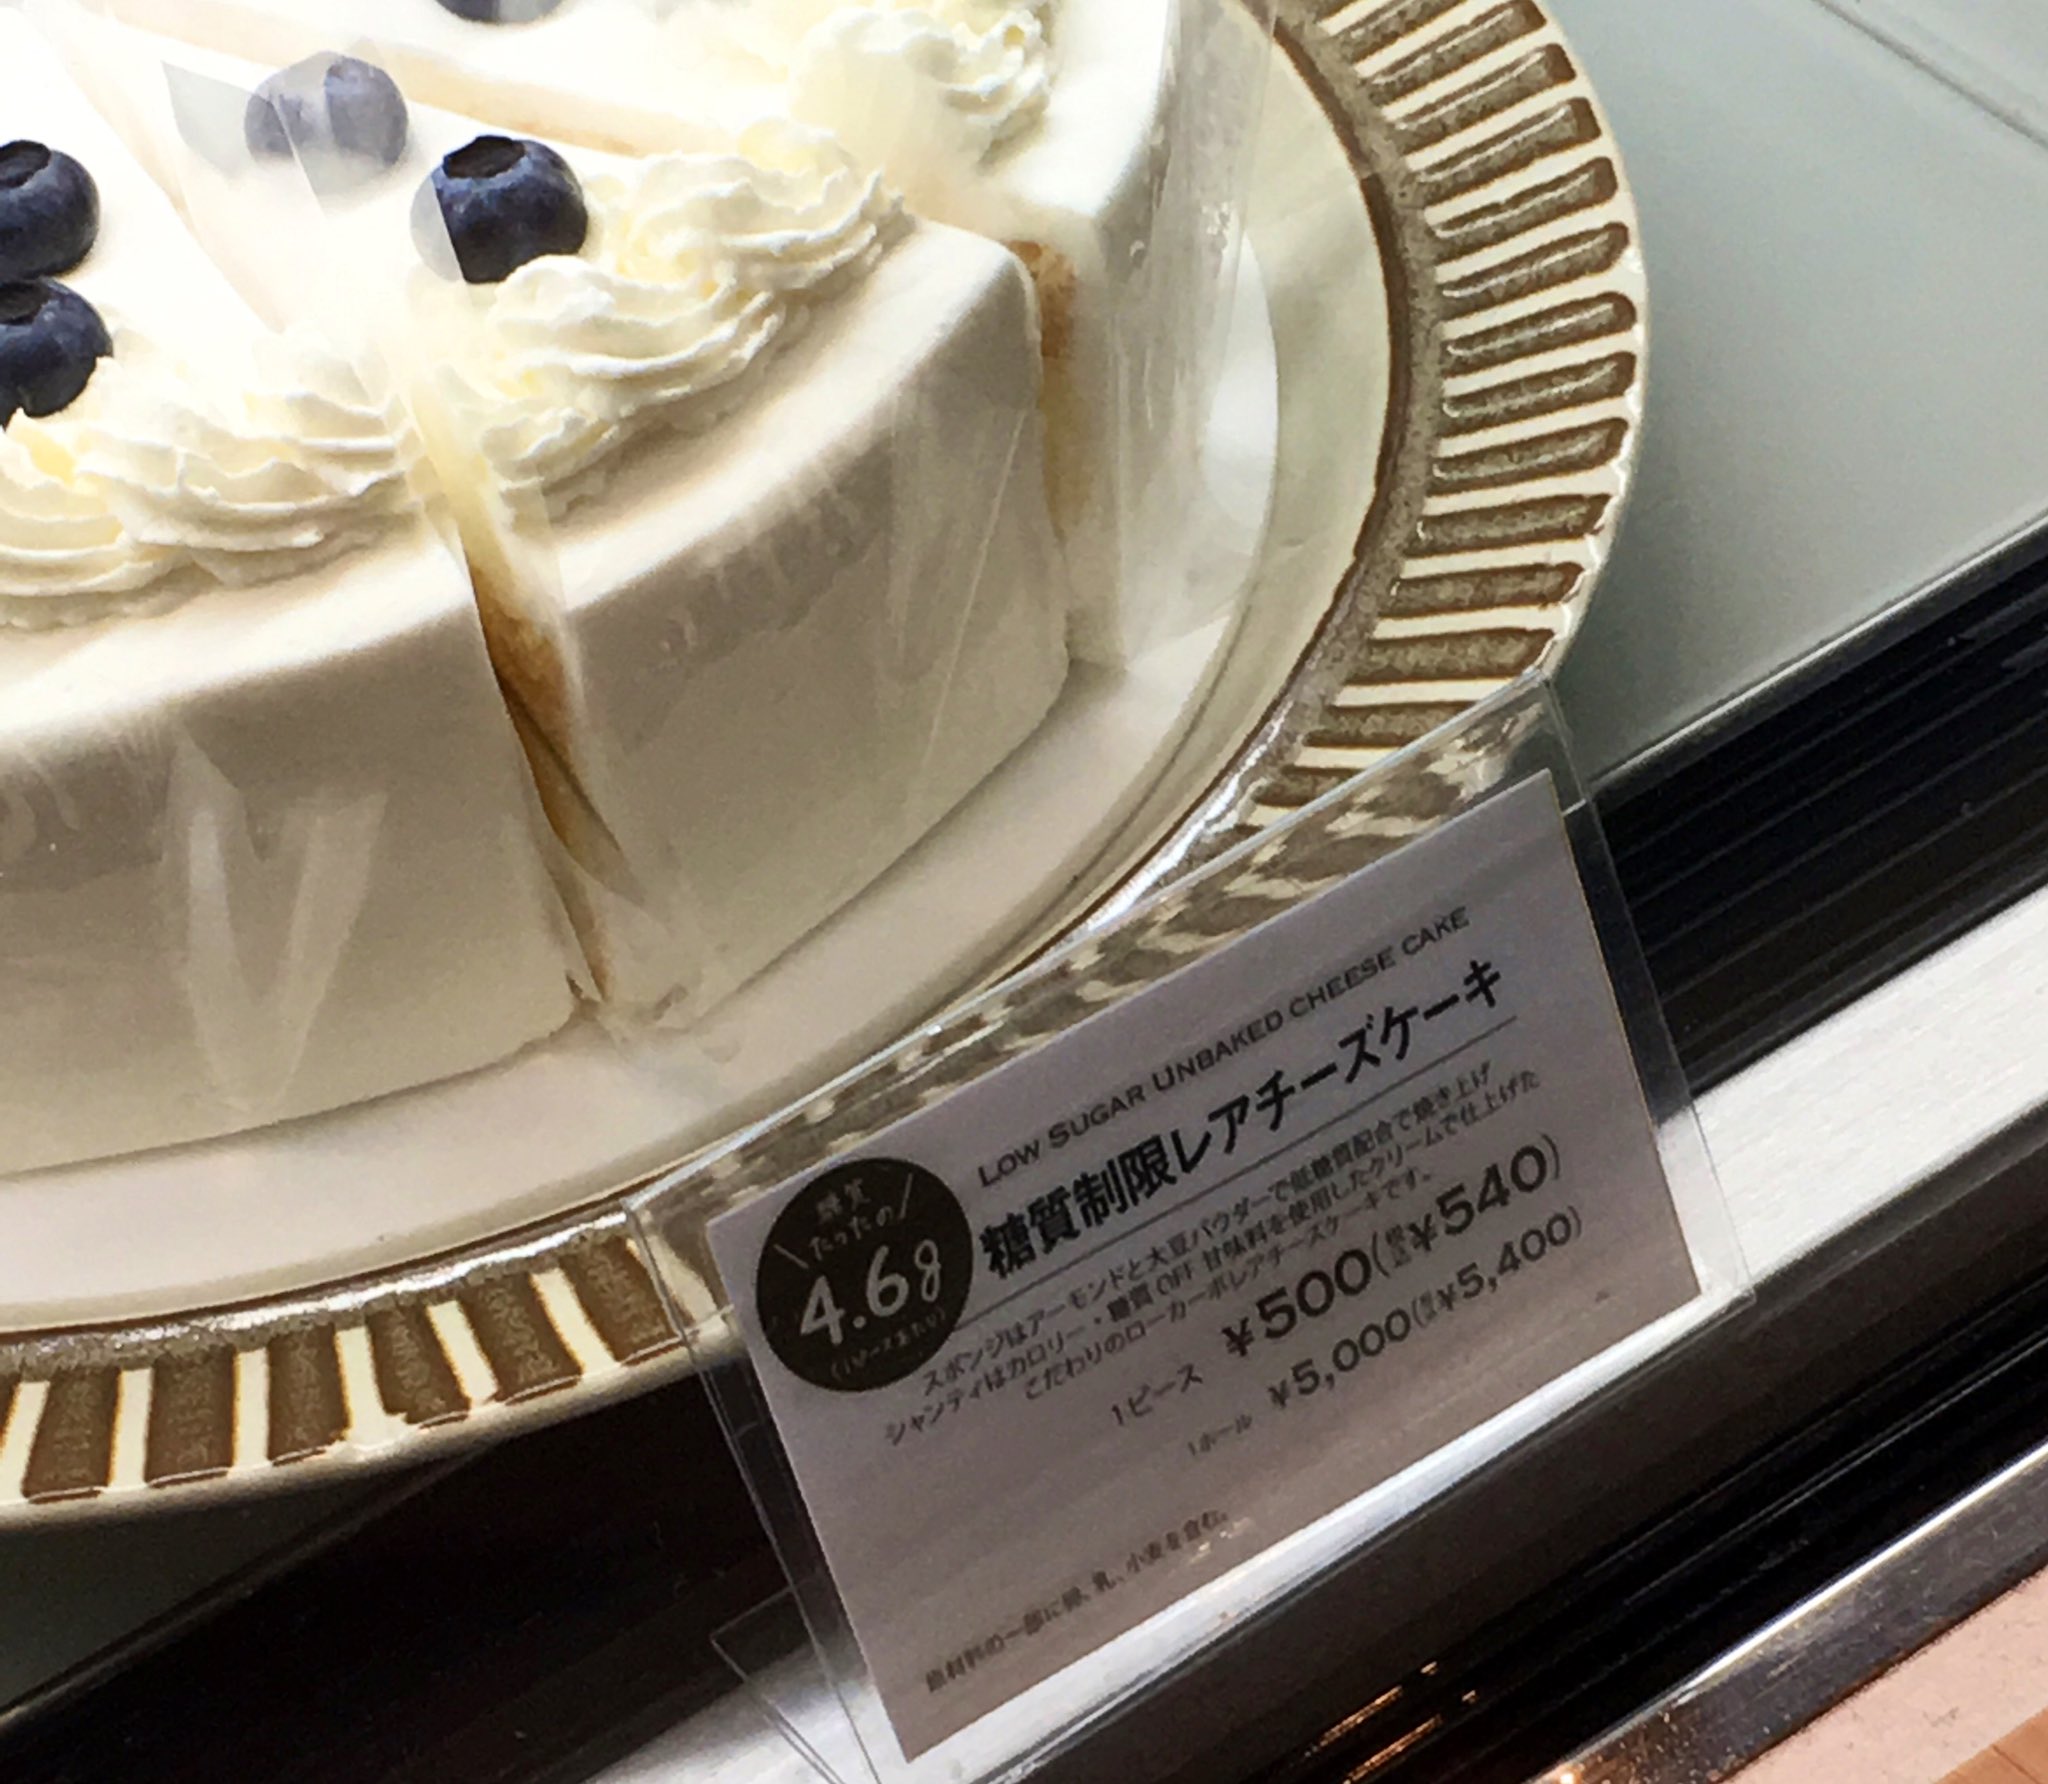 LOW SUGAR UNBAKED CHEESE CAKE
糖質制限レアチーズケーキ
糖質
たったの
4.6g
(1ピースあたり)
スポンジはアーモンドと大豆パウダーで低糖質配合で焼き上げ
シャンティはカロリー・糖質OFF 甘味料を使用したクリームで仕上げた
こだわりのローカーボレアチーズケーキです。
1ピース ¥500(税込¥540)
1ホール ¥5,000(税込¥5,400)
原材料の一部に卵、乳、小麦を含む。